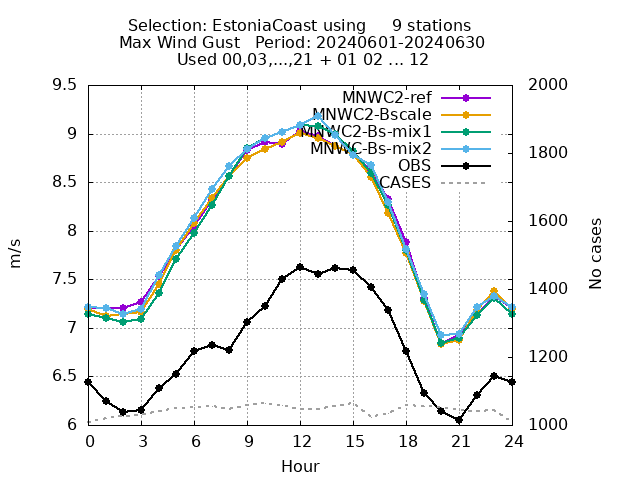 Selection: EstoniaCoast using 9 stations
Max Wind Gust Period: 20240601-20240630
Used 00,03,...,21 + 01 02 ... 12
9.5
9
8.5
8
7.5
7
6.5
6
m/s
MNWC2-ref
MNWC2-Bscale
MNWC2-Bs-mix1
MNWC-Bs-mix2
OBS
CASES
2000
1800
1600
1400
1200
1000
No cases
0 3 6 9 12 15 18 21 24
Hour